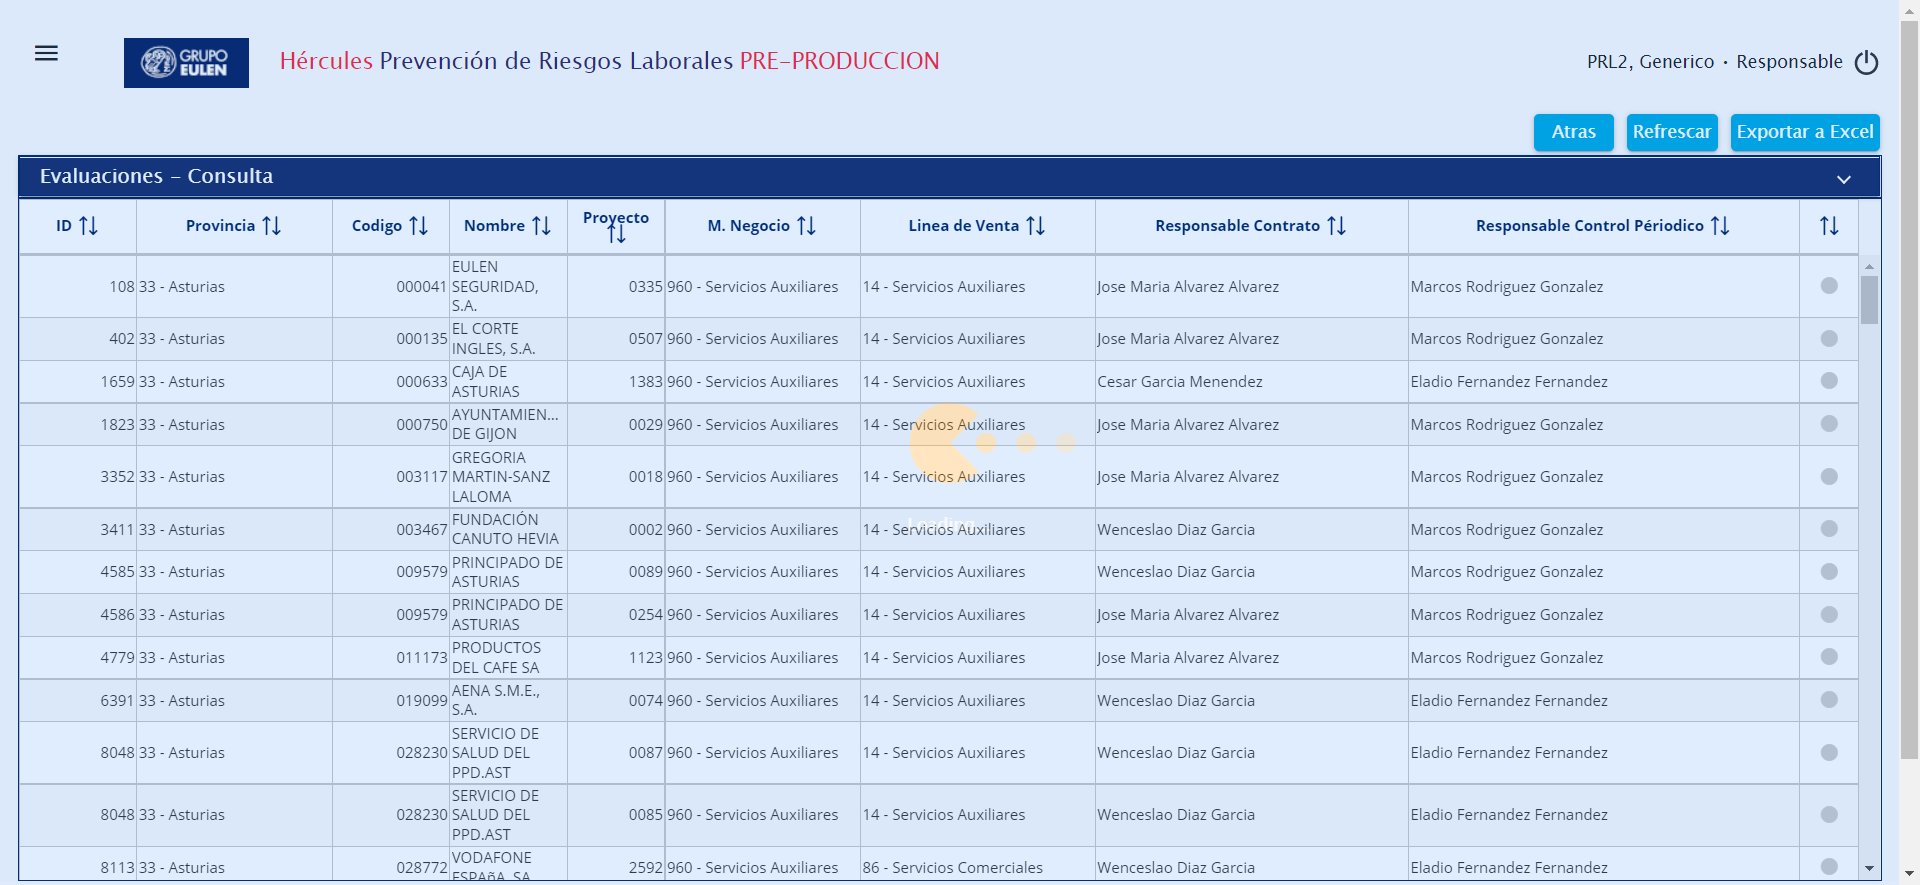 GRUPO
EULEN
Hércules Prevención de Riesgos Laborales PRE-PRODUCCION
PRL2, Generico · Responsable
Atras
Refrescar
Exportar a Excel
Evaluaciones - Consulta
ID Provincia Codigo Nombre Proyecto M. Negocio Linea de Venta Responsable Contrato Responsable Control Périodico
108 33 - Asturias 000041 EULEN SEGURIDAD, S.A. 0335 960 - Servicios Auxiliares 14 - Servicios Auxiliares Jose Maria Alvarez Alvarez Marcos Rodriguez Gonzalez
402 33 - Asturias 000135 EL CORTE INGLES, S.A. 0507 960 - Servicios Auxiliares 14 - Servicios Auxiliares Jose Maria Alvarez Alvarez Marcos Rodriguez Gonzalez
1659 33 - Asturias 000633 CAJA DE ASTURIAS 1383 960 - Servicios Auxiliares 14 - Servicios Auxiliares Cesar Garcia Menendez Eladio Fernandez Fernandez
1823 33 - Asturias 000750 AYUNTAMIEN... DE GIJON 0029 960 - Servicios Auxiliares 14 - Servicios Auxiliares Jose Maria Alvarez Alvarez Marcos Rodriguez Gonzalez
3352 33 - Asturias 003117 GREGORIA MARTIN-SANZ LALOMA 0018 960 - Servicios Auxiliares 14 - Servicios Auxiliares Jose Maria Alvarez Alvarez Marcos Rodriguez Gonzalez
Loading
3411 33 - Asturias 003467 FUNDACIÓN CANUTO HEVIA 0002 960 - Servicios Auxiliares 14 - Servicios Auxiliares Wenceslao Diaz Garcia Marcos Rodriguez Gonzalez
4585 33 - Asturias 009579 PRINCIPADO DE ASTURIAS 0089 960 - Servicios Auxiliares 14 - Servicios Auxiliares Wenceslao Diaz Garcia Marcos Rodriguez Gonzalez
4586 33 - Asturias 009579 PRINCIPADO DE ASTURIAS 0254 960 - Servicios Auxiliares 14 - Servicios Auxiliares Jose Maria Alvarez Alvarez Marcos Rodriguez Gonzalez
4779 33 - Asturias 011173 PRODUCTOS DEL CAFE SA 1123 960 - Servicios Auxiliares 14 - Servicios Auxiliares Jose Maria Alvarez Alvarez Marcos Rodriguez Gonzalez
6391 33 - Asturias 019099 AENA S.M.E., S.A. 0074 960 - Servicios Auxiliares 14 - Servicios Auxiliares Wenceslao Diaz Garcia Eladio Fernandez Fernandez
8048 33 - Asturias 028230 SERVICIO DE SALUD DEL PPD.AST 0087 960 - Servicios Auxiliares 14 - Servicios Auxiliares Wenceslao Diaz Garcia Eladio Fernandez Fernandez
8048 33 - Asturias 028230 SERVICIO DE SALUD DEL PPD.AST 0085 960 - Servicios Auxiliares 14 - Servicios Auxiliares Wenceslao Diaz Garcia Eladio Fernandez Fernandez
8113 33 - Asturias 028772 VODAFONE ESPAñA, SA 2592 960 - Servicios Auxiliares 86 - Servicios Comerciales Wenceslao Diaz Garcia Eladio Fernandez Fernandez